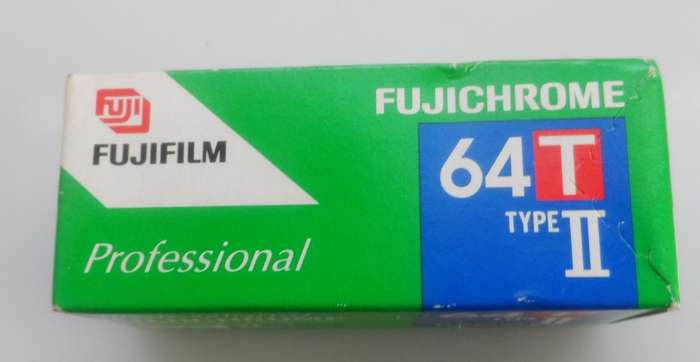 FUJI
FUJIFILM
Professional
FUJICHROME
64T
TYPE II